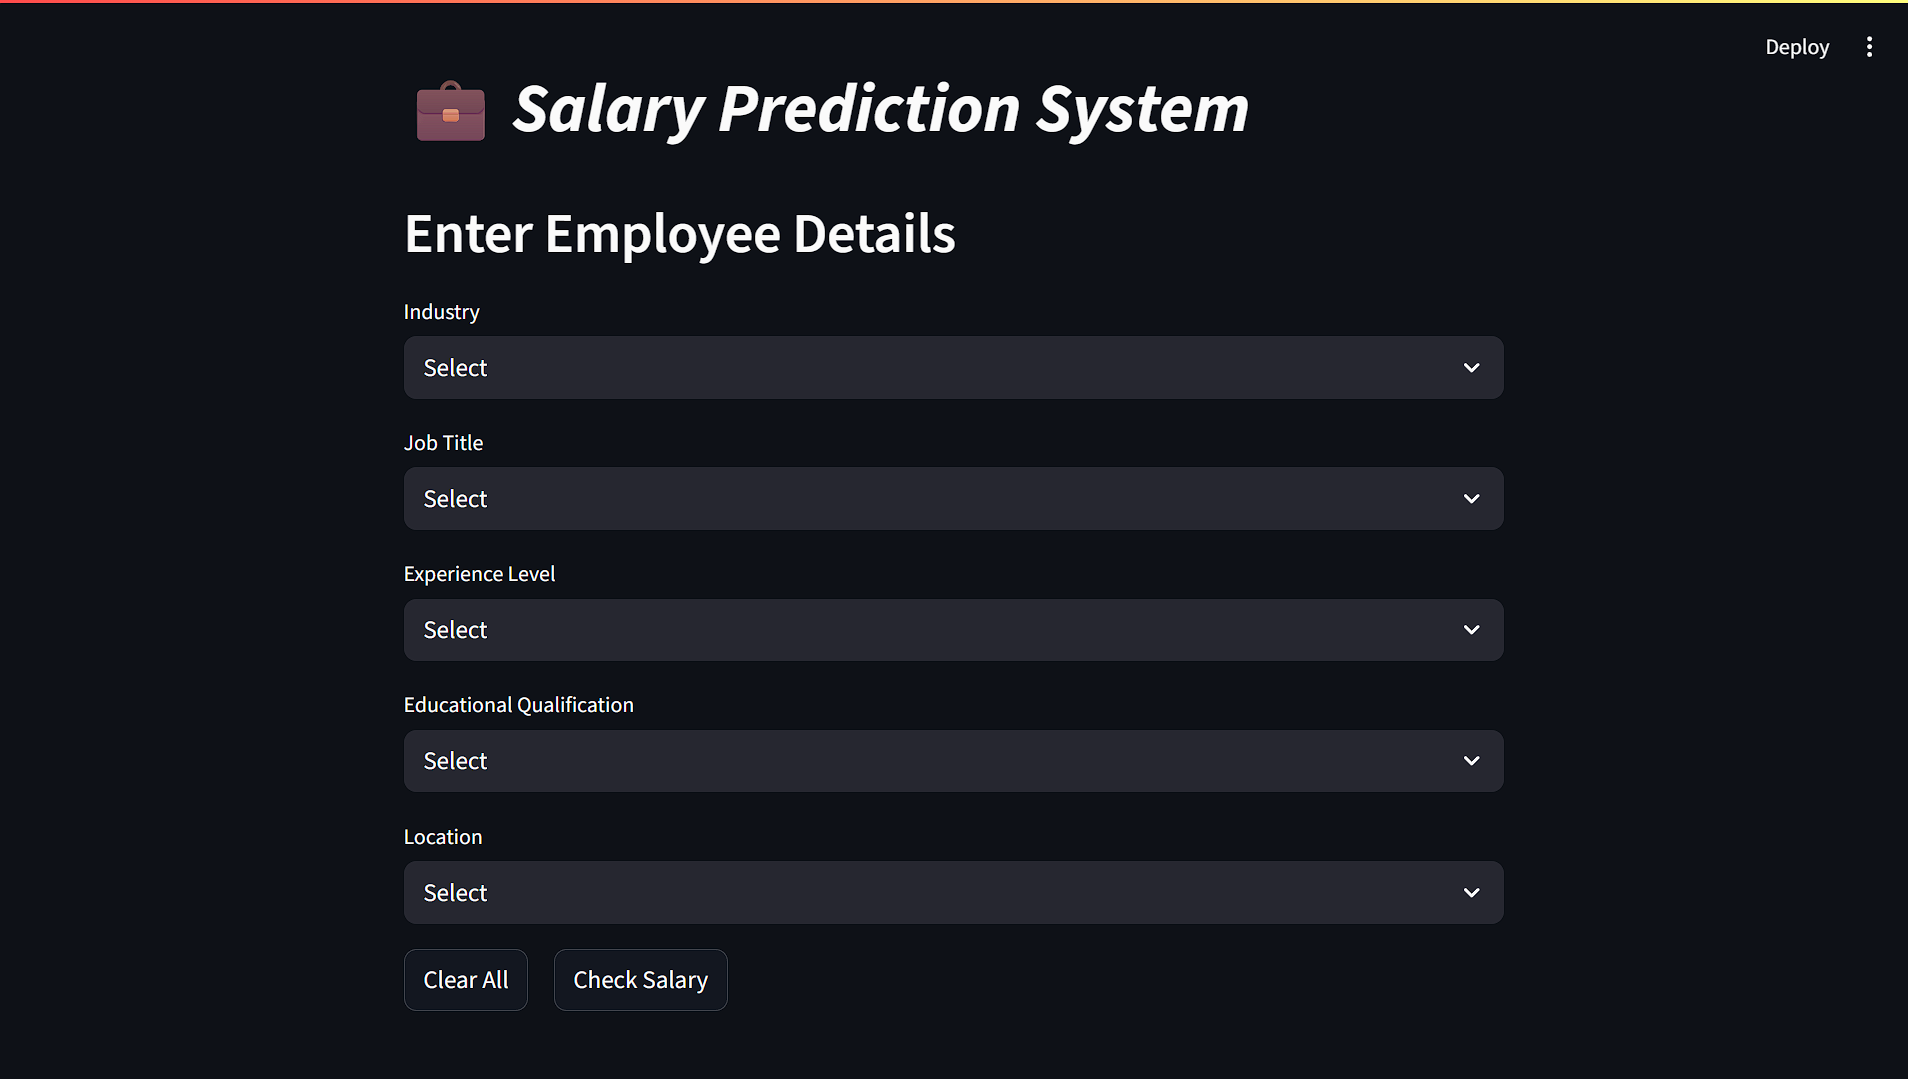 Deploy
Salary Prediction System
Enter Employee Details
Industry
Select
Job Title
Select
Experience Level
Select
Educational Qualification
Select
Location
Select
Clear All
Check Salary